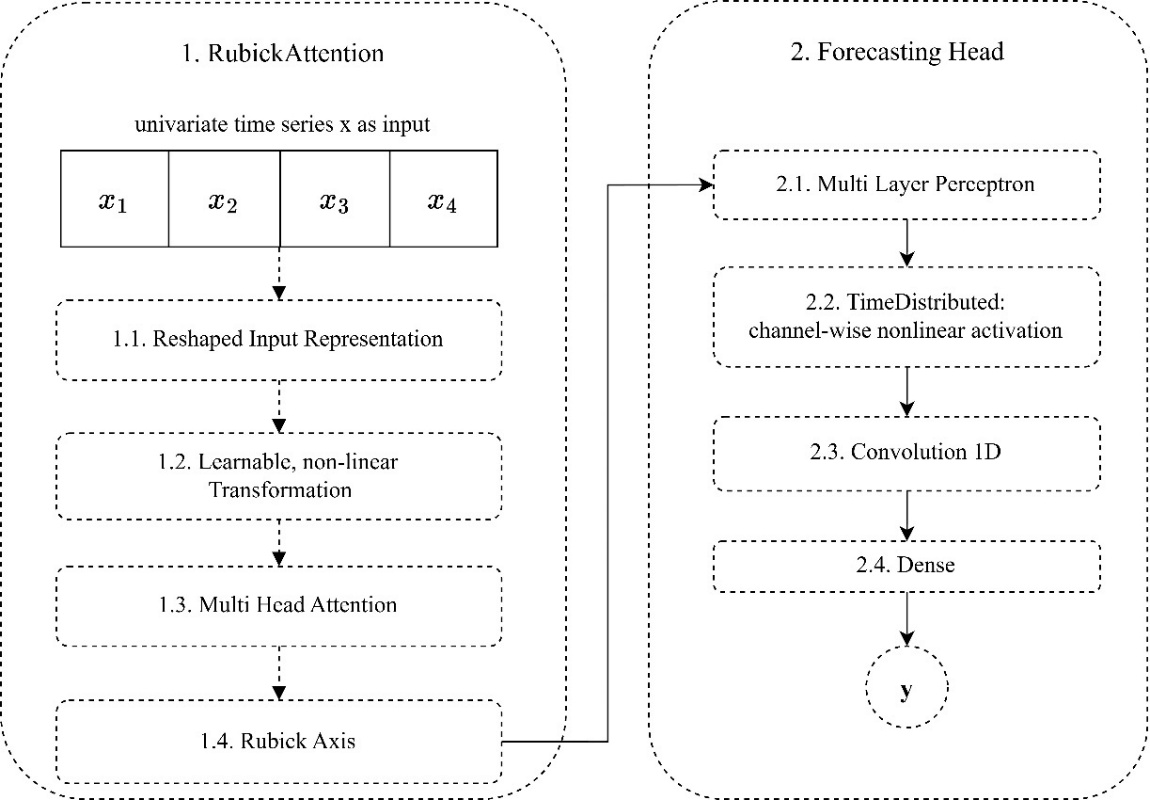 1. RubickAttention
univariate time series x as input
x₁ x₂ x₃ x₄
1.1. Reshaped Input Representation
1.2. Learnable, non-linear
Transformation
1.3. Multi Head Attention
1.4. Rubick Axis
2. Forecasting Head
2.1. Multi Layer Perceptron
2.2. TimeDistributed:
channel-wise nonlinear activation
2.3. Convolution 1D
2.4. Dense
y